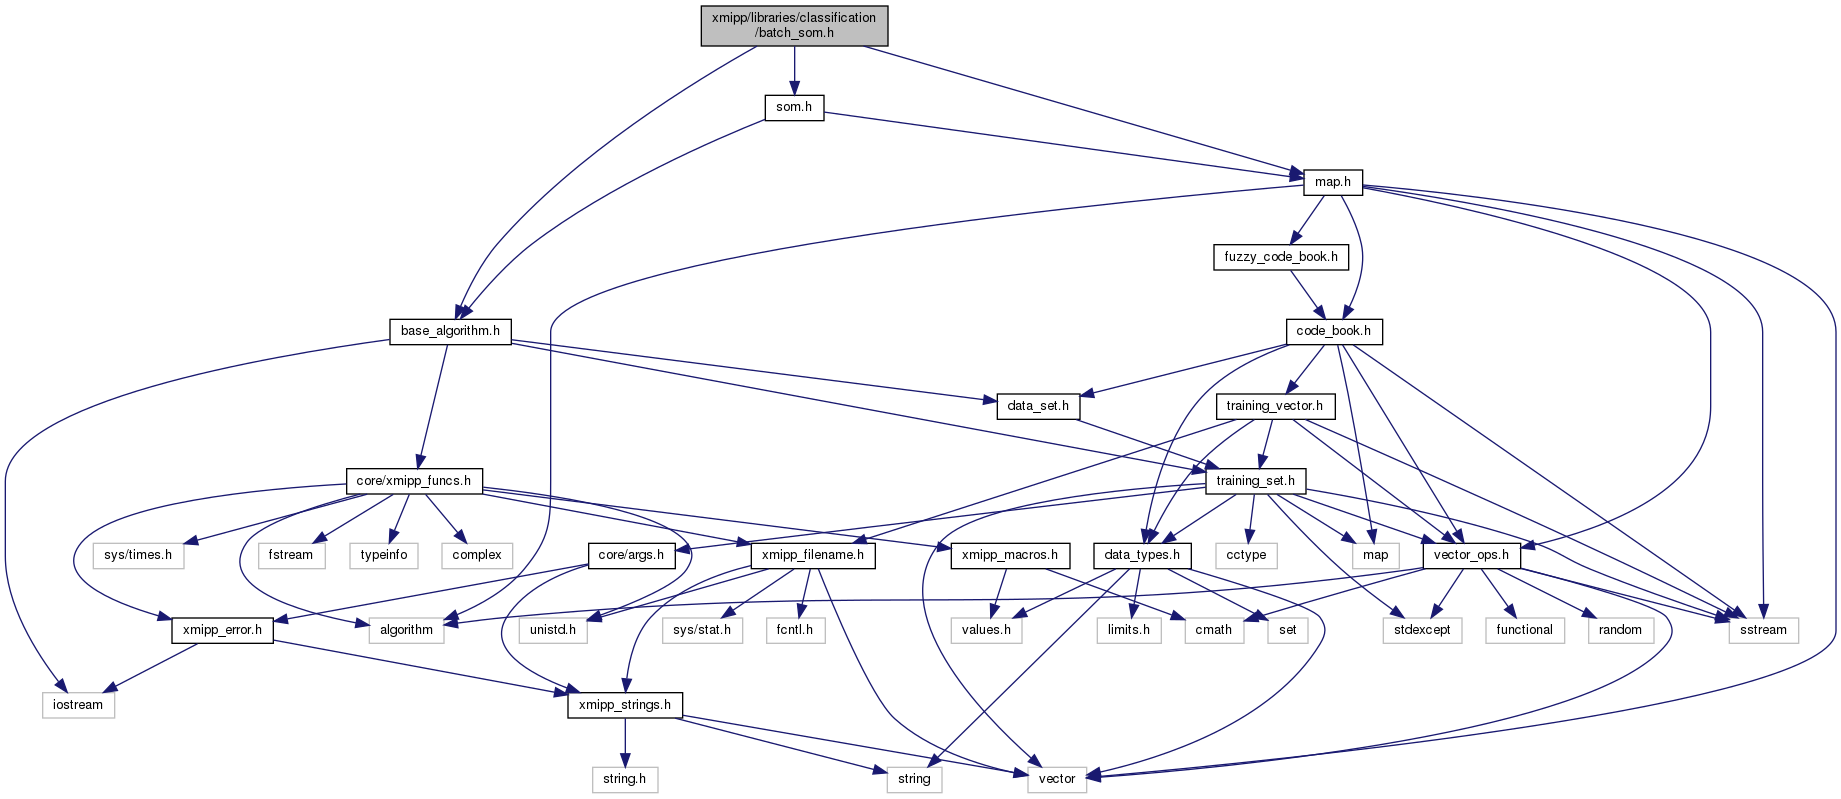 xmipp/libraries/classification
/batch_som.h
som.h
map.h
fuzzy_code_book.h
base_algorithm.h
code_book.h
data_set.h
training_vector.h
core/xmipp_funcs.h
training_set.h
sys/times.h
fstream
typeinfo
complex
core/args.h
xmipp_filename.h
xmipp_macros.h
data_types.h
cctype
map
vector_ops.h
xmipp_error.h
algorithm
unistd.h
sys/stat.h
fcntl.h
values.h
limits.h
cmath
set
stdexcept
functional
random
sstream
iostream
xmipp_strings.h
string.h
string
vector